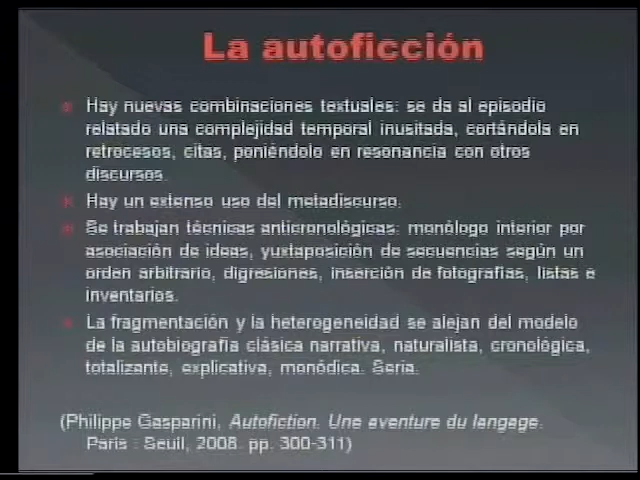 La autoficción
Hay nuevas combinaciones textuales: se da al episodio
relatado una complejidad temporal inusitada, cortándola en
retrocesos, citas, poniéndolo en resonancia con otros
discursos.
Hay un extenso uso del metadiscurso.
Se trabajan técnicas anticronológicas: monólogo interior por
asociación de ideas, yuxtaposición de secuencias según un
orden arbitrario, digresiones, inserción de fotografías, listas e
inventarios.
La fragmentación y la heterogeneidad se alejan del modelo
de la autobiografía clásica narrativa, naturalista, cronológica,
totalizante, explicativa, monódica. Seria.
(Philippe Gasparini, Autofiction. Une aventure du langage.
Paris : Seuil, 2008. pp. 300-311)